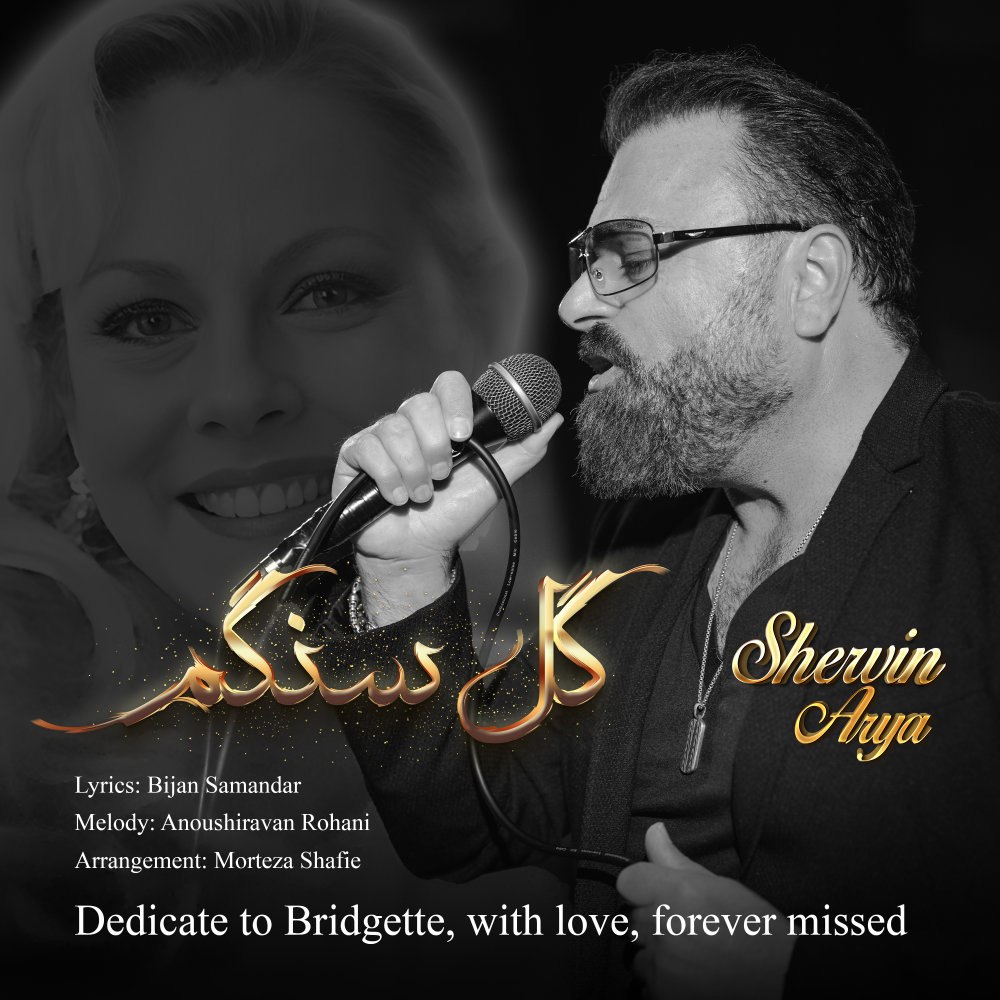 گل سنگم
Shervin
Arya
Lyrics: Bijan Samandar
Melody: Anoushiravan Rohani
Arrangement: Morteza Shafie
Dedicate to Bridgette, with love, forever missed